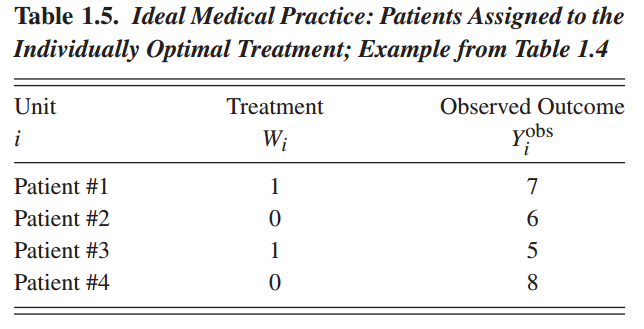 Table 1.5. Ideal Medical Practice: Patients Assigned to the
Individually Optimal Treatment; Example from Table 1.4
Unit Treatment Observed Outcome
i W_i Y_i^obs
Patient #1 1 7
Patient #2 0 6
Patient #3 1 5
Patient #4 0 8